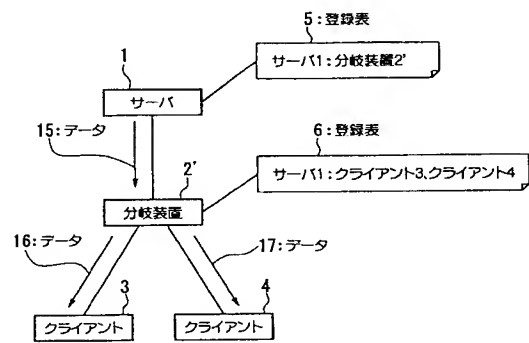 5:登録表
サーバ1:分岐装置2'
1
サーバ
15:データ
6:登録表
サーバ1:クライアント3、クライアント4
2'
分岐装置
16:データ
17:データ
3
クライアント
4
クライアント